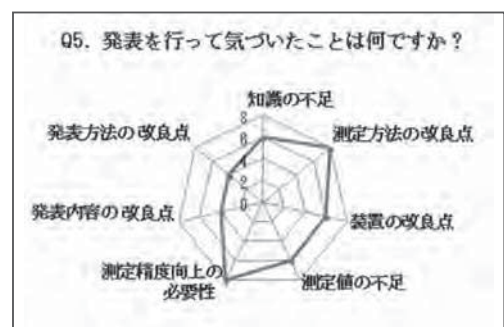 Q5. 発表を行って気づいたことは何ですか？
知識の不足
測定方法の改良点
装置の改良点
測定値の不足
測定精度向上の
必要性
発表内容の改良点
発表方法の改良点
8
6
4
2
0